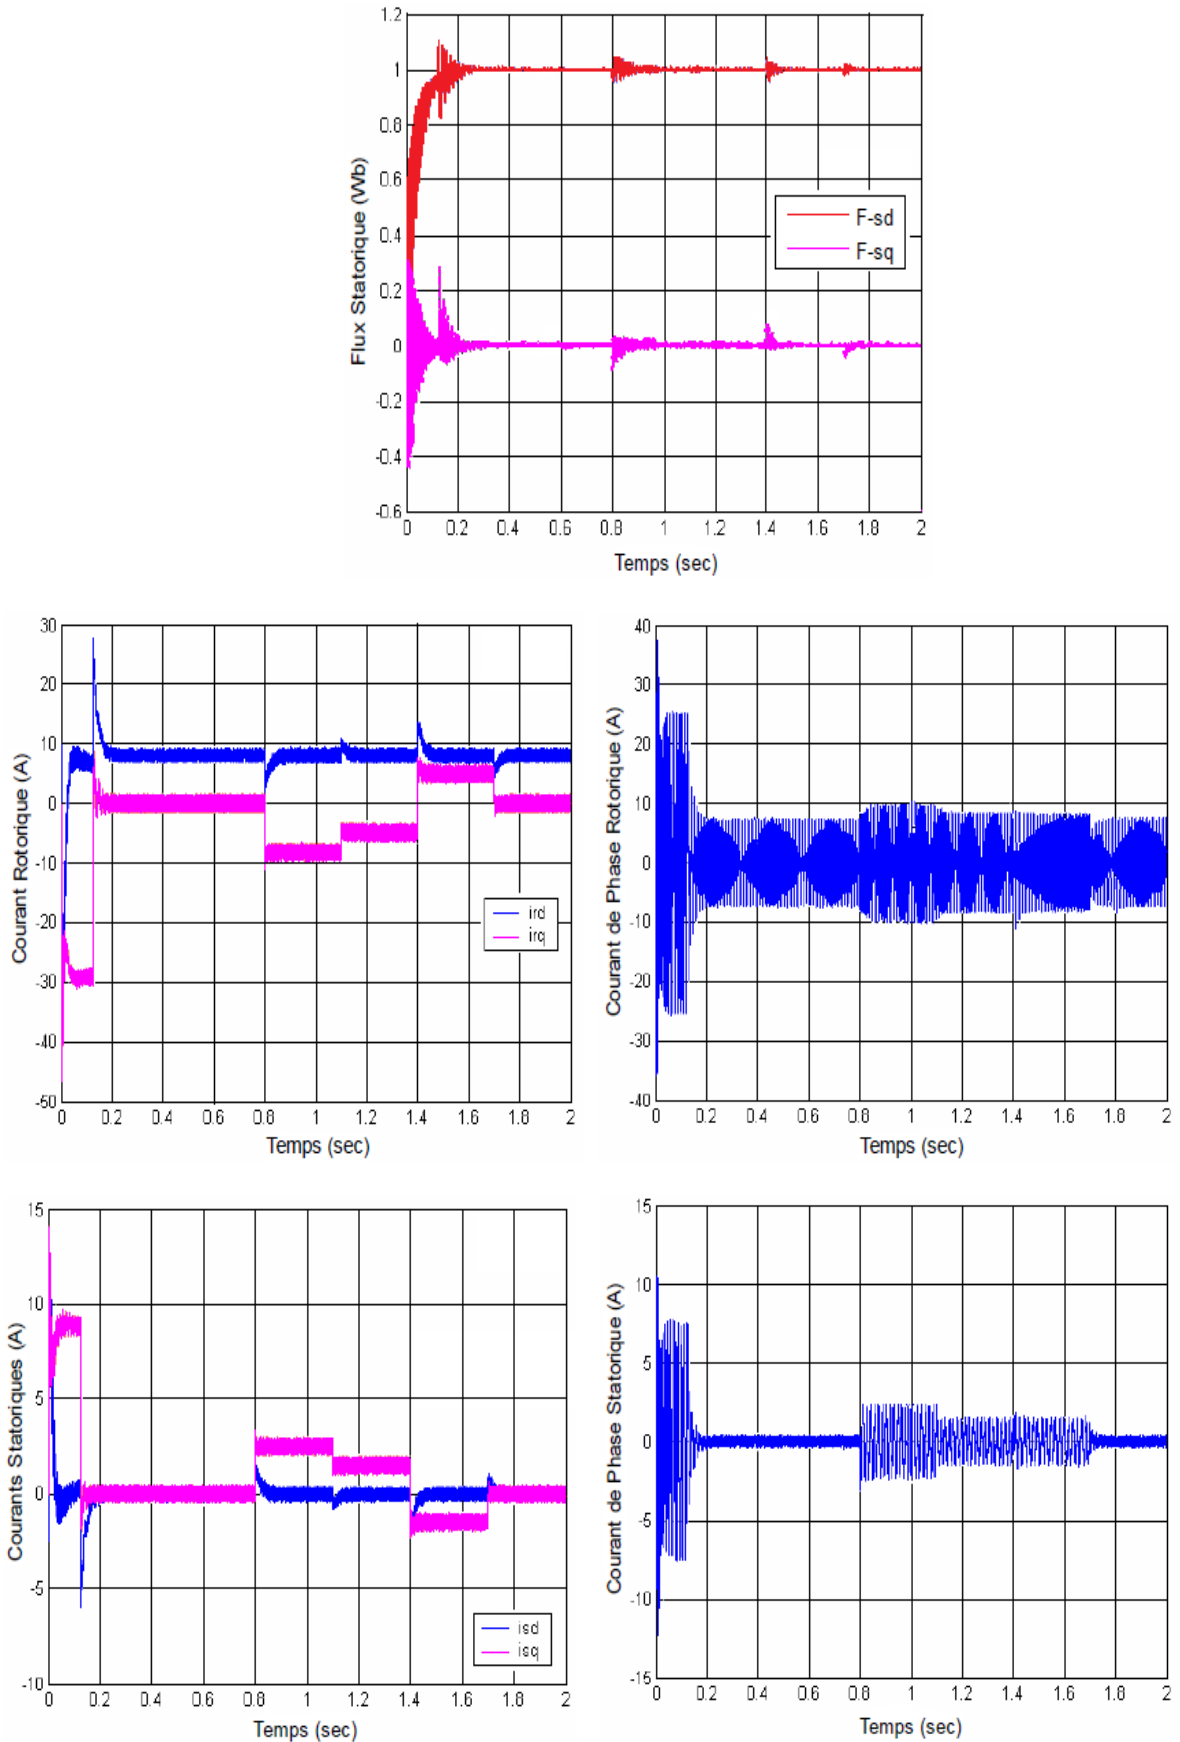 1.2
1
0.8
0.6
0.4
0.2
0
-0.2
-0.4
-0.6
Flux Statorique (Wb)
F-sd
F-sq
0 0.2 0.4 0.6 0.8 1 1.2 1.4 1.6 1.8 2
Temps (sec)
30
20
10
0
-10
-20
-30
-40
-50
Courant Rotorique (A)
ird
irq
0 0.2 0.4 0.6 0.8 1 1.2 1.4 1.6 1.8 2
Temps (sec)
40
30
20
10
0
-10
-20
-30
-40
Courant de Phase Rotorique (A)
0 0.2 0.4 0.6 0.8 1 1.2 1.4 1.6 1.8 2
Temps (sec)
15
10
5
0
-5
-10
Courants Statoriques (A)
isd
isq
0 0.2 0.4 0.6 0.8 1 1.2 1.4 1.6 1.8 2
Temps (sec)
15
10
5
0
-5
-10
-15
Courant de Phase Statorique (A)
0 0.2 0.4 0.6 0.8 1 1.2 1.4 1.6 1.8 2
Temps (sec)